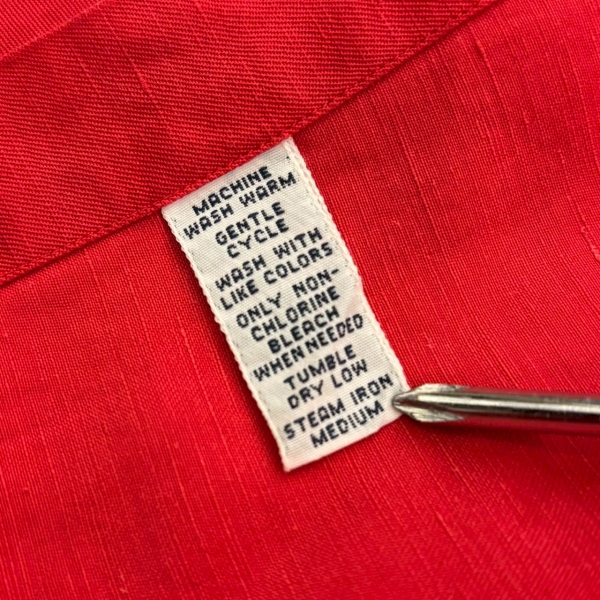 MACHINE
WASH WARM
GENTLE
CYCLE
WASH WITH
LIKE COLORS
ONLY NON-
CHLORINE
BLEACH
WHEN NEEDED
TUMBLE
DRY LOW
STEAM IRON
MEDIUM